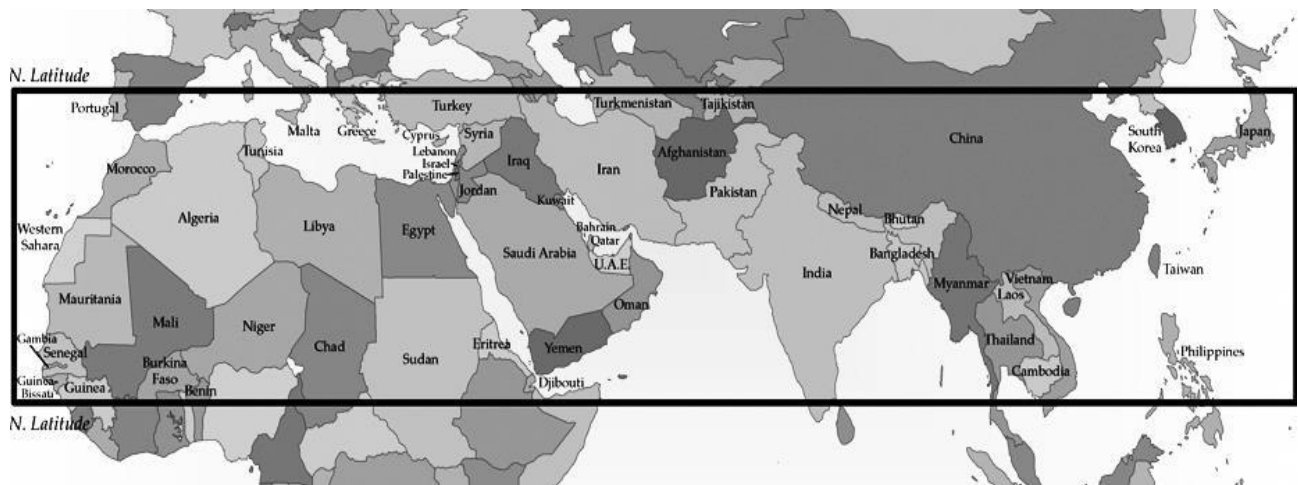 N. Latitude
Portugal
Malta
Greece
Turkey
Cyprus
Syria
Lebanon
Israel
Palestine
Turkmenistan
Tajikistan
China
South
Korea
Japan
Morocco
Tunisia
Iraq
Iran
Afghanistan
Pakistan
Jordan
Kuwait
Western
Sahara
Algeria
Libya
Egypt
Saudi Arabia
Bahrain
Qatar
U.A.E.
Nepal
Bhutan
Bangladesh
India
Myanmar
Vietnam
Laos
Taiwan
Mauritania
Mali
Niger
Chad
Sudan
Eritrea
Oman
Yemen
Thailand
Cambodia
Philippines
Gambia
Senegal
Guinea-
Bissau
Guinea
Burkina
Faso
Benin
Djibouti
N. Latitude